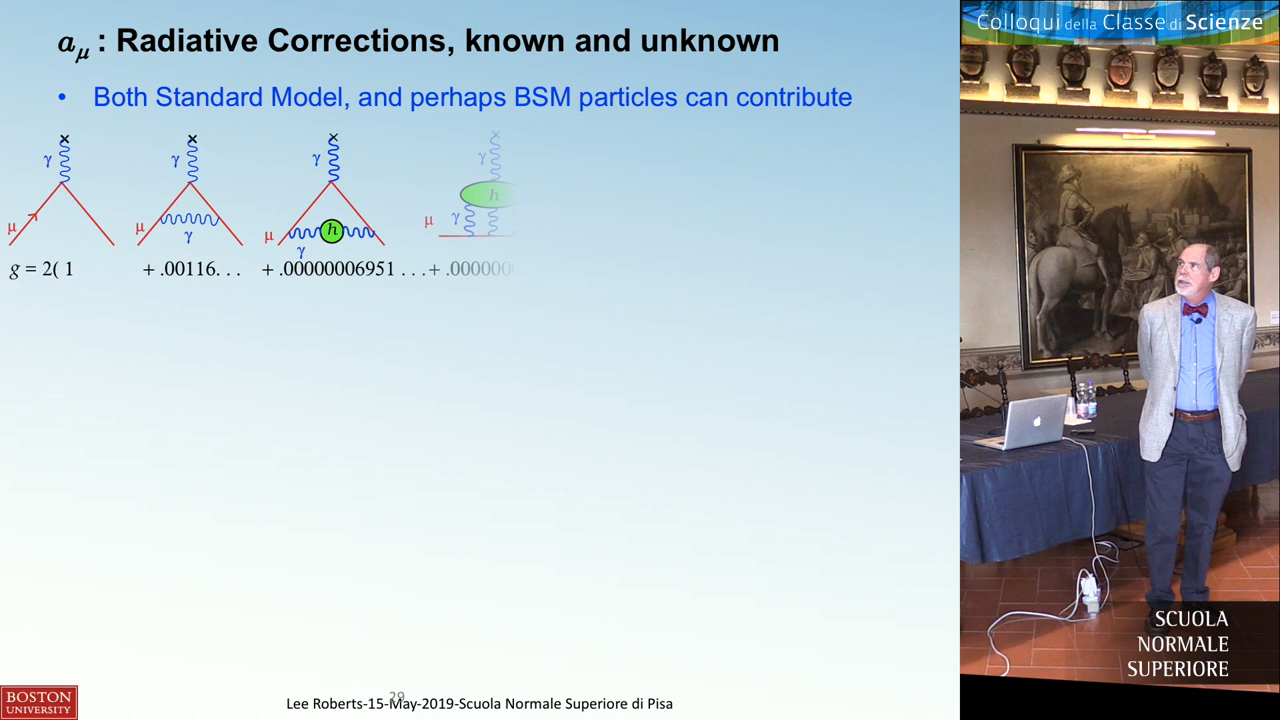 aμ : Radiative Corrections, known and unknown
• Both Standard Model, and perhaps BSM particles can contribute
× × × ×
γ γ γ γ
h
μ μ γ μ γ h μ γ
g = 2( 1 + .00116. . . + .00000006951 . . . + .0000000
29
Lee Roberts-15-May-2019-Scuola Normale Superiore di Pisa
BOSTON
UNIVERSITY
Colloqui della Classe di Scienze
SCUOLA
NORMALE
SUPERIORE